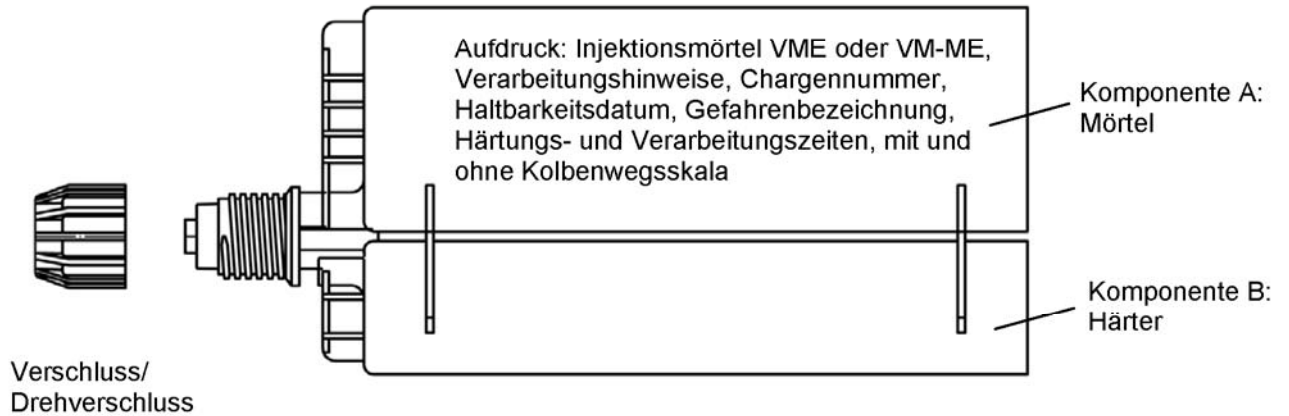 Aufdruck: Injektionsmörtel VME oder VM-ME,
Verarbeitungshinweise, Chargennummer,
Haltbarkeitsdatum, Gefahrenbezeichnung,
Härtungs- und Verarbeitungszeiten, mit und
ohne Kolbenwegsskala
Komponente A:
Mörtel
Komponente B:
Härter
Verschluss/
Drehverschluss